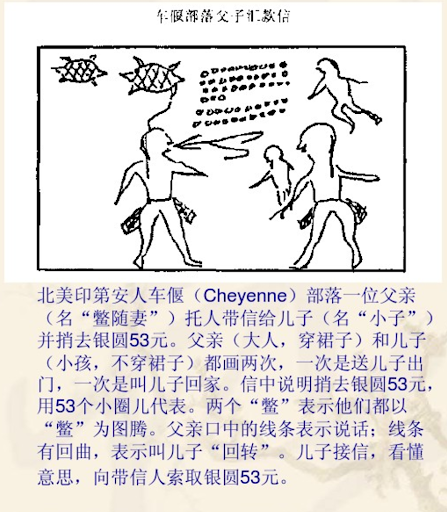 车偃部落父子汇款信
北美印第安人车偃（Cheyenne）部落一位父亲
（名“鳖随妻”）托人带信给儿子（名“小子”）
并捎去银圆53元。父亲（大人，穿裙子）和儿子
（小孩，不穿裙子）都画两次，一次是送儿子出
门，一次是叫儿子回家。信中说明捎去银圆53元，
用53个小圈儿代表。两个“鳖”表示他们都以
“鳖”为图腾。父亲口中的线条表示说话；线条
有回曲，表示叫儿子“回转”。儿子接信，看懂
意思，向带信人索取银圆53元。